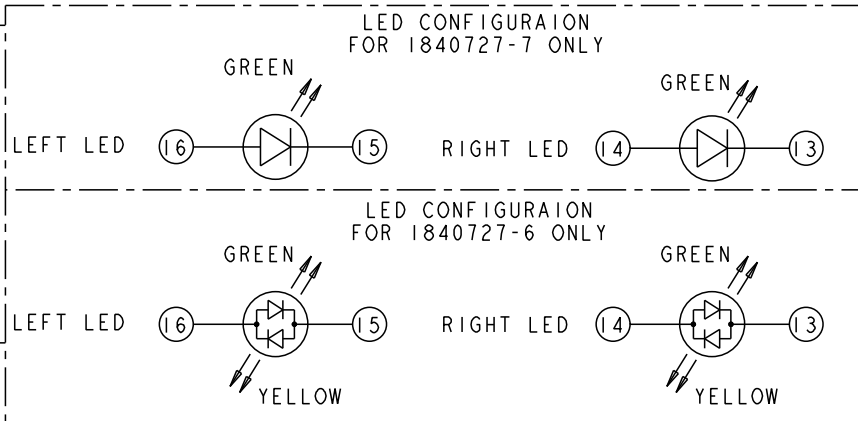 LED CONFIGURAION
FOR 1840727-7 ONLY
GREEN
GREEN
LEFT LED 16 15 RIGHT LED 14 13
LED CONFIGURAION
FOR 1840727-6 ONLY
GREEN
GREEN
LEFT LED 16 15 RIGHT LED 14 13
YELLOW
YELLOW